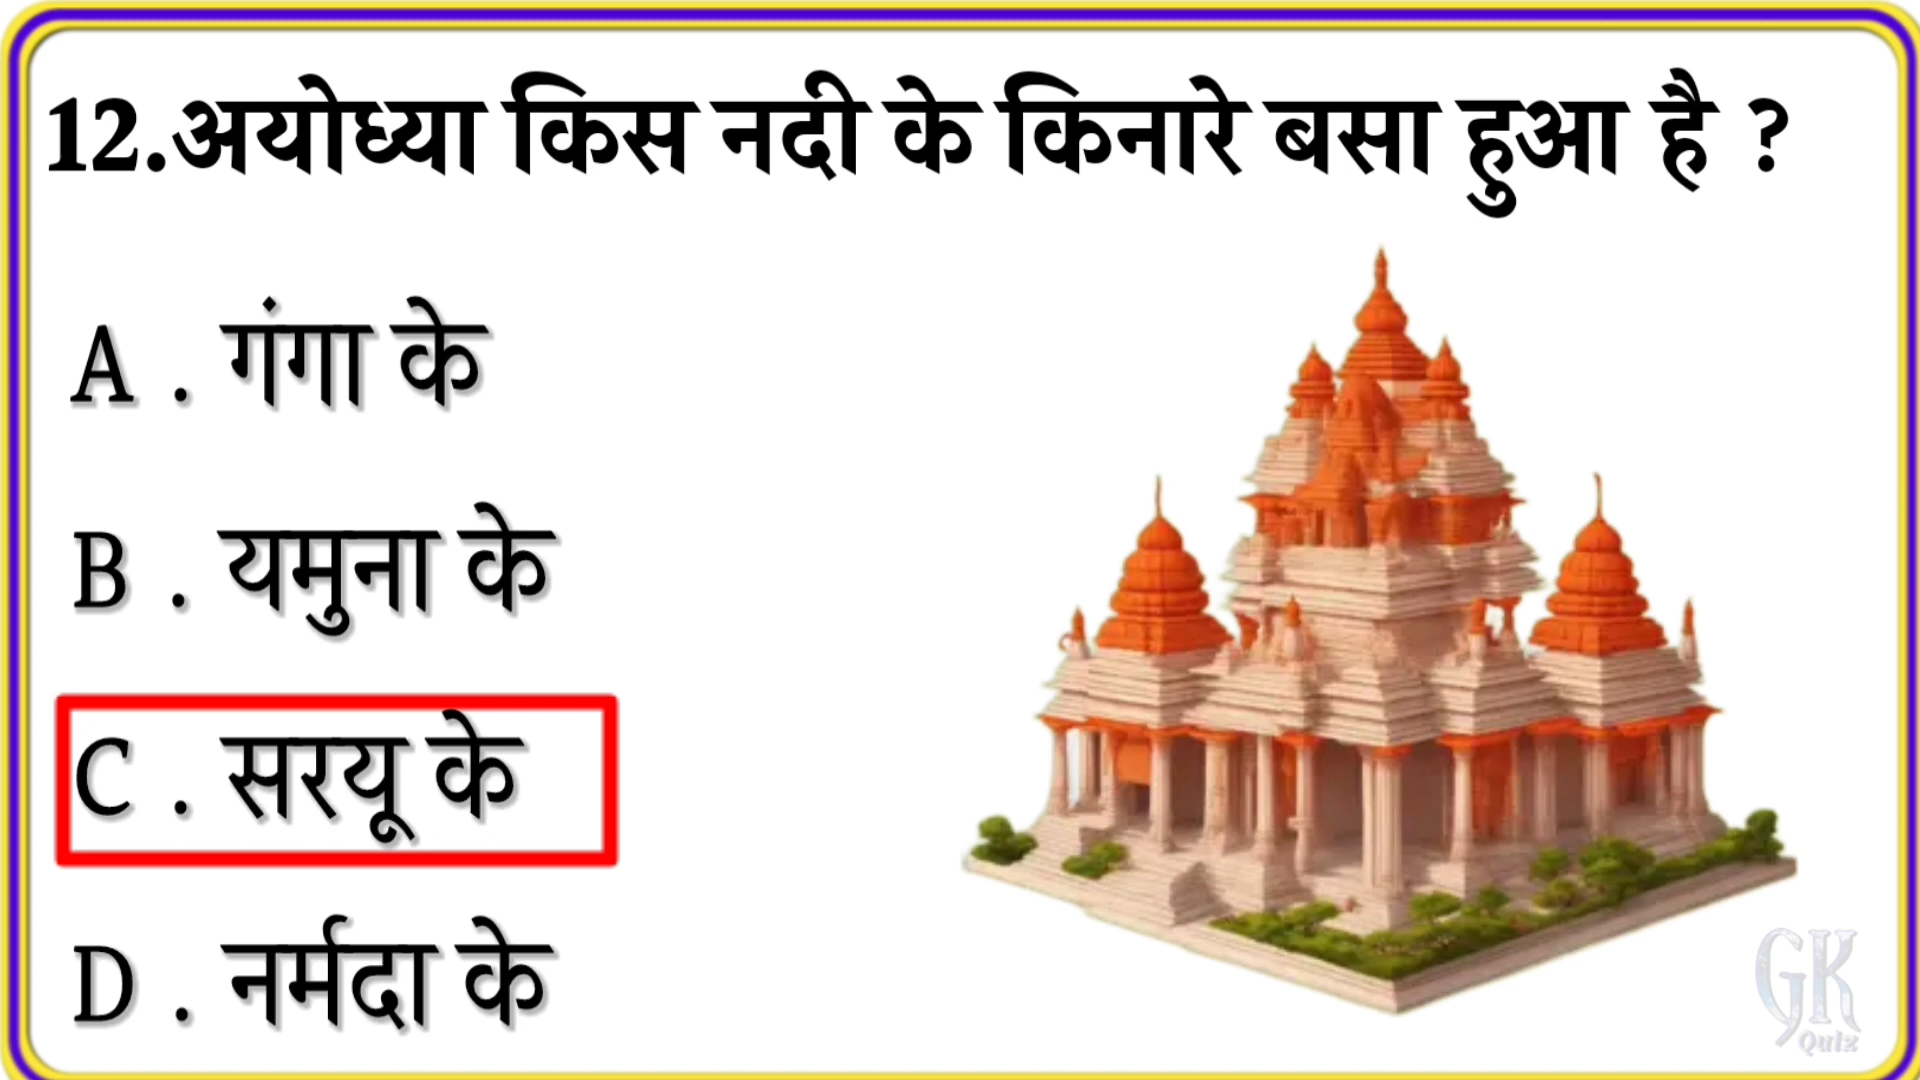 12.अयोध्या किस नदी के किनारे बसा हुआ है ?
A . गंगा के
B . यमुना के
C . सरयू के
D . नर्मदा के
GK
Quiz